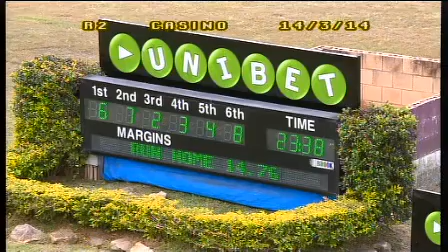 R2 CASINO 14/3/14
UNIBET
1st 2nd 3rd 4th 5th 6th TIME
6 7 2 3 4 8 23:38
MARGINS
RUN HOME 14.76